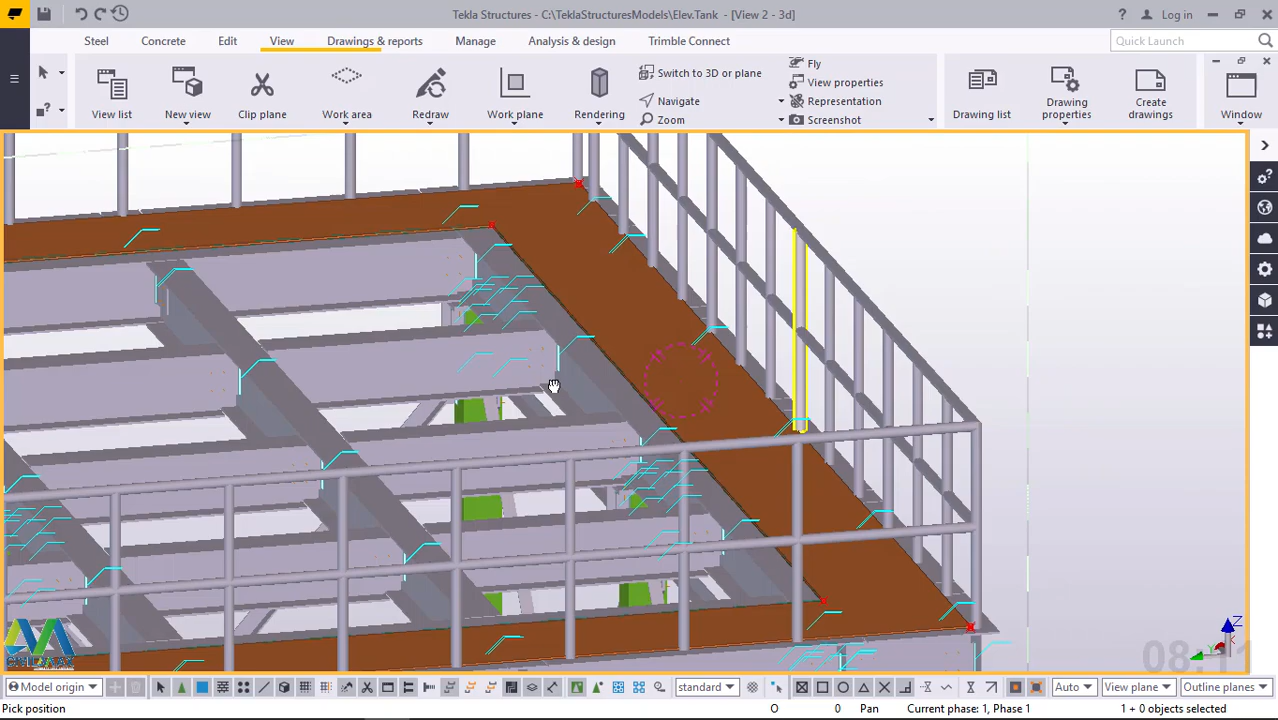 Tekla Structures - C:\TeklaStructuresModels\Elev.Tank - [View 2 - 3d]
Log in
Steel Concrete Edit View Drawings & reports Manage Analysis & design Trimble Connect
Quick Launch
View list
New view
Clip plane
Work area
Redraw
Work plane
Rendering
Switch to 3D or plane
Navigate
Zoom
Fly
View properties
Representation
Screenshot
Drawing list
Drawing properties
Create drawings
Window
Z
CIVILMAX
Model origin
standard
Auto
View plane
Outline planes
Pick position
O 0 Pan Current phase: 1, Phase 1 1 + 0 objects selected